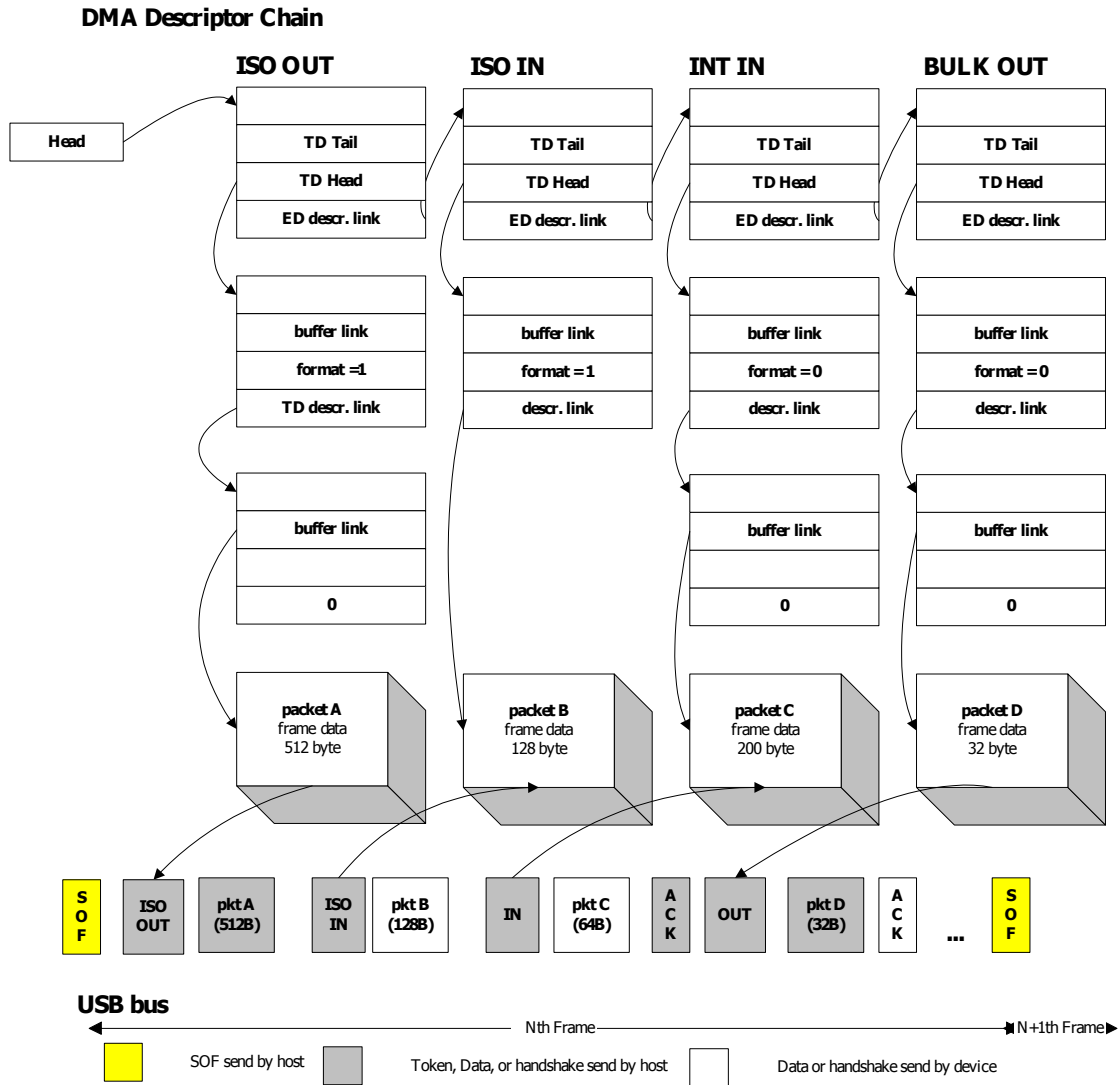 DMA Descriptor Chain
ISO OUT
ISO IN
INT IN
BULK OUT
Head
TD Tail
TD Head
ED descr. link
TD Tail
TD Head
ED descr. link
TD Tail
TD Head
ED descr. link
TD Tail
TD Head
ED descr. link
buffer link
format =1
TD descr. link
buffer link
format = 1
descr. link
buffer link
format = 0
descr. link
buffer link
format = 0
descr. link
buffer link
0
buffer link
0
buffer link
0
packet A
frame data
512 byte
packet B
frame data
128 byte
packet C
frame data
200 byte
packet D
frame data
32 byte
SOF
ISO
OUT
pkt A
(512B)
ISO
IN
pkt B
(128B)
IN
pkt C
(64B)
ACK
OUT
pkt D
(32B)
ACK
...
SOF
USB bus
Nth Frame
N+1th Frame
SOF send by host
Token, Data, or handshake send by host
Data or handshake send by device